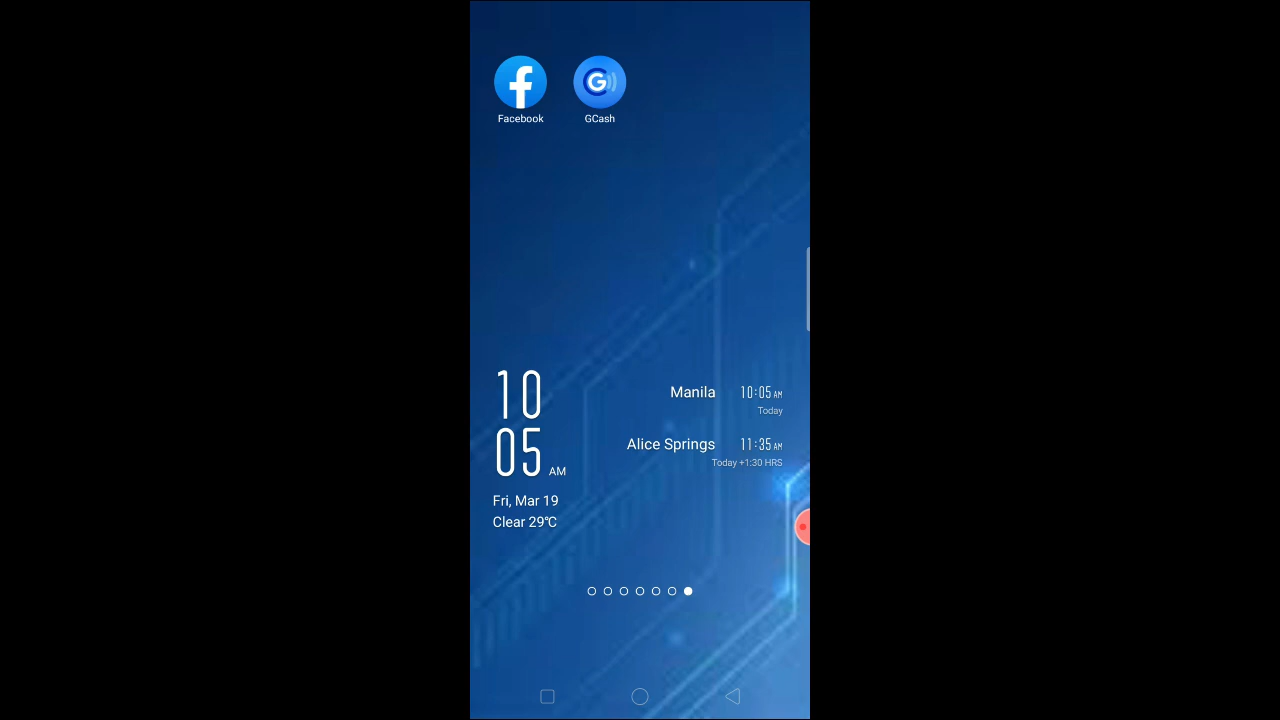 Facebook GCash
10
05 AM
Fri, Mar 19
Clear 29℃
Manila 10:05 AM
Today
Alice Springs 11:35 AM
Today +1:30 HRS